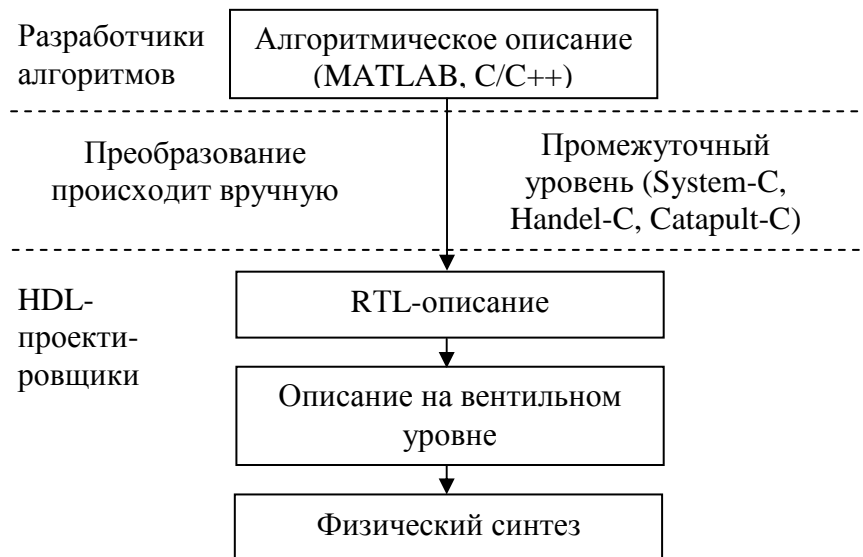 Разработчики
алгоритмов
Алгоритмическое описание
(MATLAB, C/C++)
Преобразование
происходит вручную
Промежуточный
уровень (System-C,
Handel-C, Catapult-C)
HDL-
проекти-
ровщики
RTL-описание
Описание на вентильном
уровне
Физический синтез